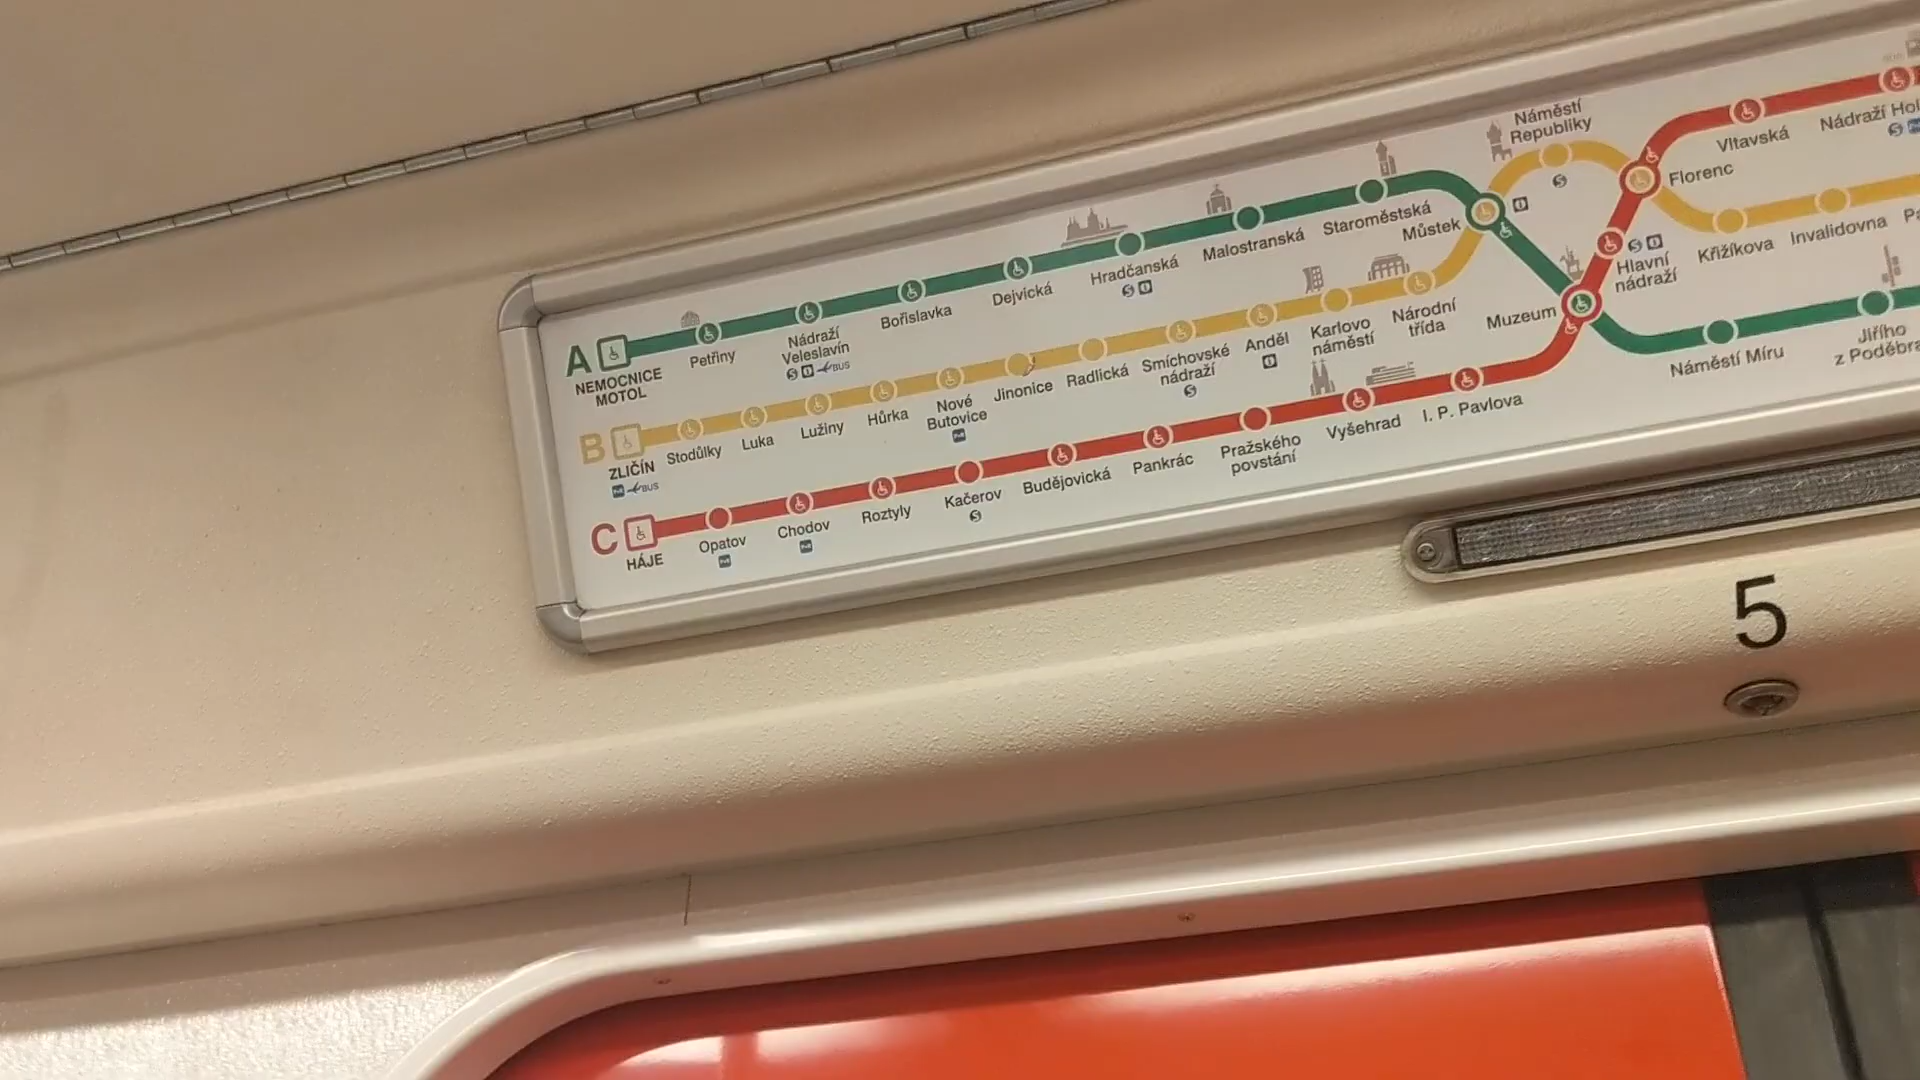 A
NEMOCNICE
MOTOL
Petřiny
Nádraží
Veleslavín
S
BUS
Bořislavka
Dejvická
Hradčanská
S
Malostranská
Staroměstská
Můstek
Muzeum
Náměstí Míru
Jiřího
z Poděbra
B
ZLIČÍN
P+R
BUS
Stodůlky
Luka
Lužiny
Hůrka
Nové
Butovice
P+R
Jinonice
Radlická
Smíchovské
nádraží
S
Anděl
Karlovo
náměstí
Národní
třída
Náměstí
Republiky
S
Florenc
Křižíkova
Invalidovna
Pa
C
HÁJE
Opatov
P+R
Chodov
P+R
Roztyly
Kačerov
S
Budějovická
Pankrác
Pražského
povstání
Vyšehrad
I. P. Pavlova
Hlavní
nádraží
S
Vltavská
Nádraží Hol
S
5